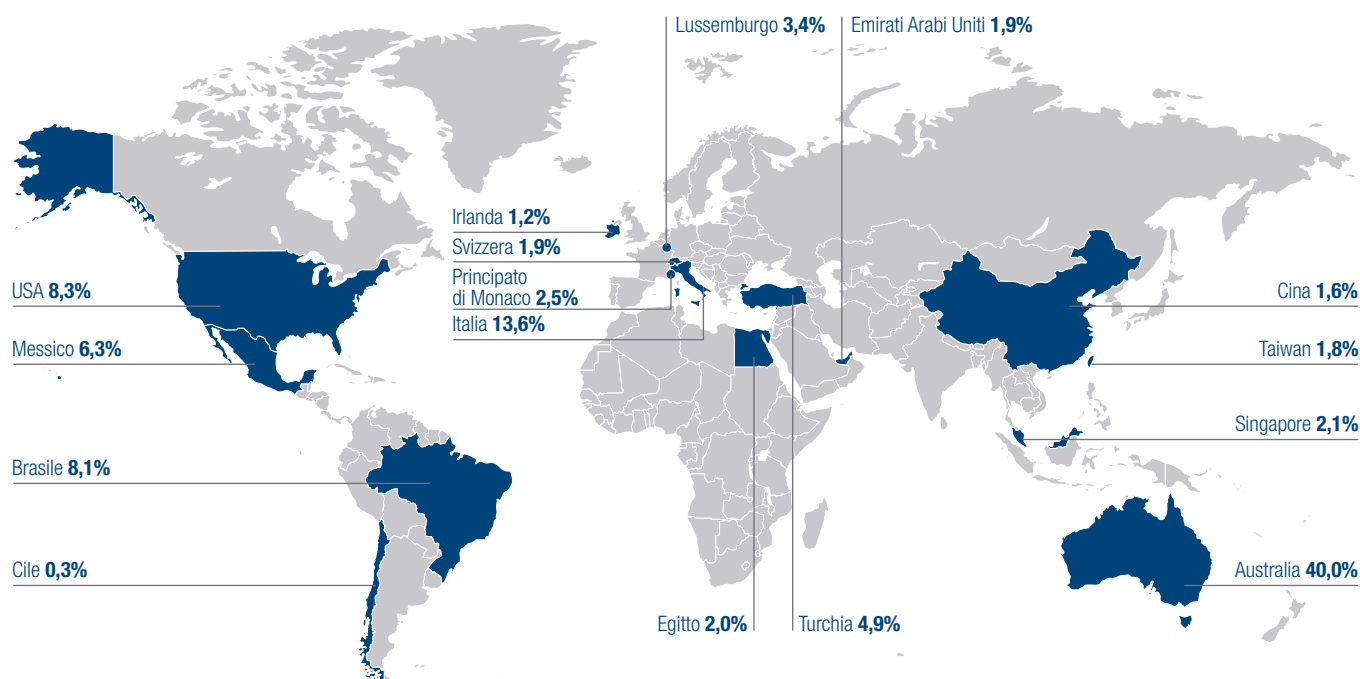 Lussemburgo 3,4%
Emirati Arabi Uniti 1,9%
Irlanda 1,2%
Svizzera 1,9%
Principato
di Monaco 2,5%
Italia 13,6%
USA 8,3%
Messico 6,3%
Brasile 8,1%
Cile 0,3%
Cina 1,6%
Taiwan 1,8%
Singapore 2,1%
Australia 40,0%
Egitto 2,0%
Turchia 4,9%